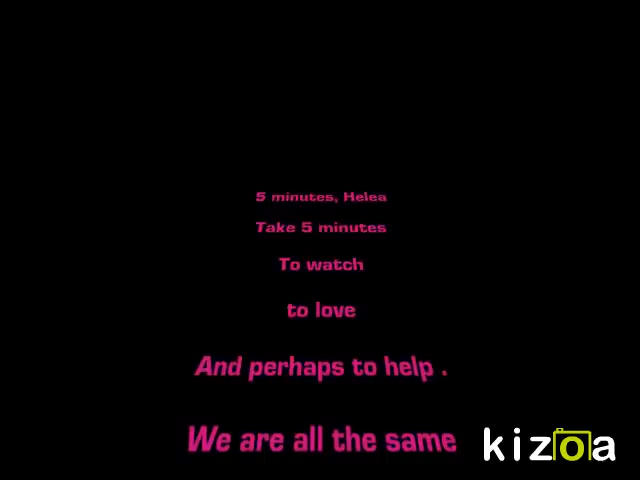 5 minutes, Helea
Take 5 minutes
To watch
to love
And perhaps to help .
We are all the same
kizoa